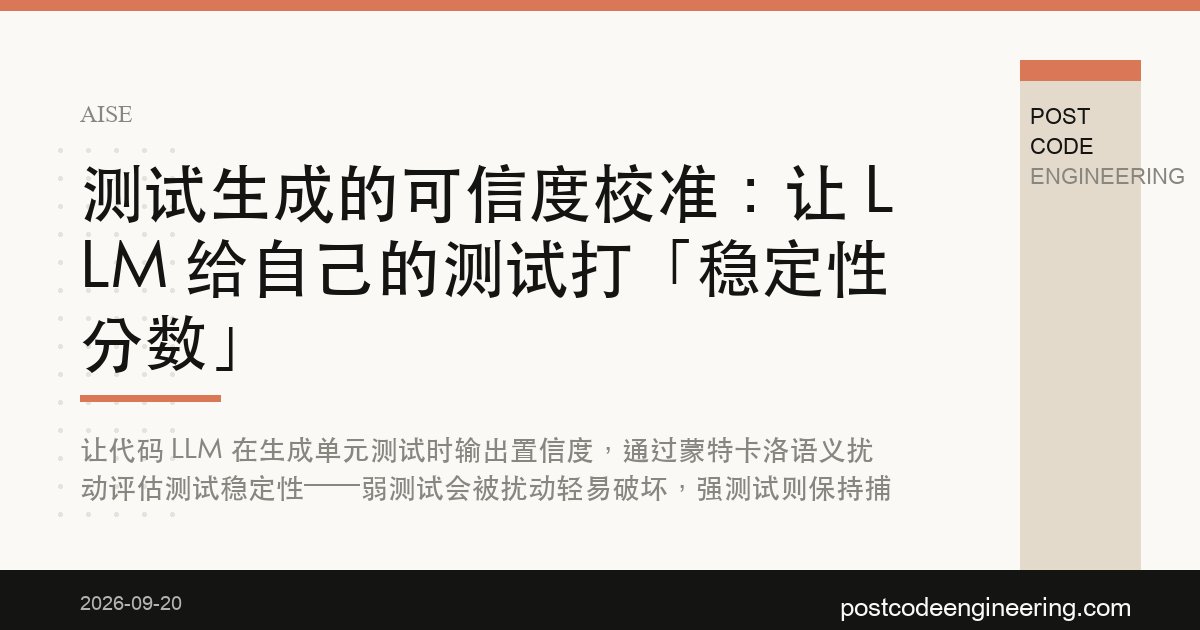 AISE
测试生成的可信度校准：让 L
LM 给自己的测试打「稳定性
分数」
让代码 LLM 在生成单元测试时输出置信度，通过蒙特卡洛语义扰
动评估测试稳定性——弱测试会被扰动轻易破坏，强测试则保持捕
POST
CODE
ENGINEERING
2026-09-20
postcodeengineering.com